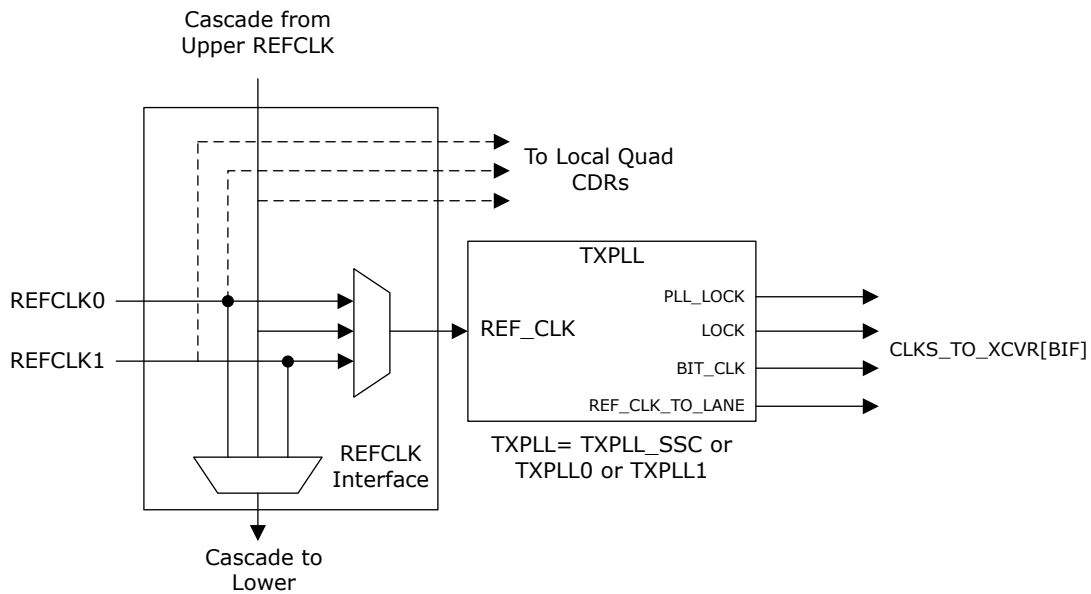 Cascade from
Upper REFCLK
To Local Quad
CDRs
TXPLL
REFCLK0
PLL_LOCK
REF_CLK
LOCK
REFCLK1
CLKS_TO_XCVR[BIF]
BIT_CLK
REF_CLK_TO_LANE
TXPLL= TXPLL_SSC or
TXPLL0 or TXPLL1
REFCLK
Interface
Cascade to
Lower